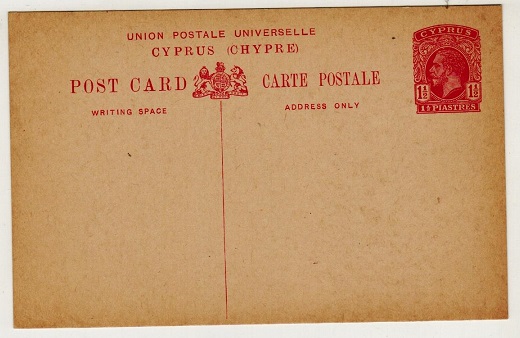 UNION POSTALE UNIVERSELLE
CYPRUS (CHYPRE)
POST CARD CARTE POSTALE
WRITING SPACE ADDRESS ONLY
CYPRUS
1½ 1½
1½ PIASTRES